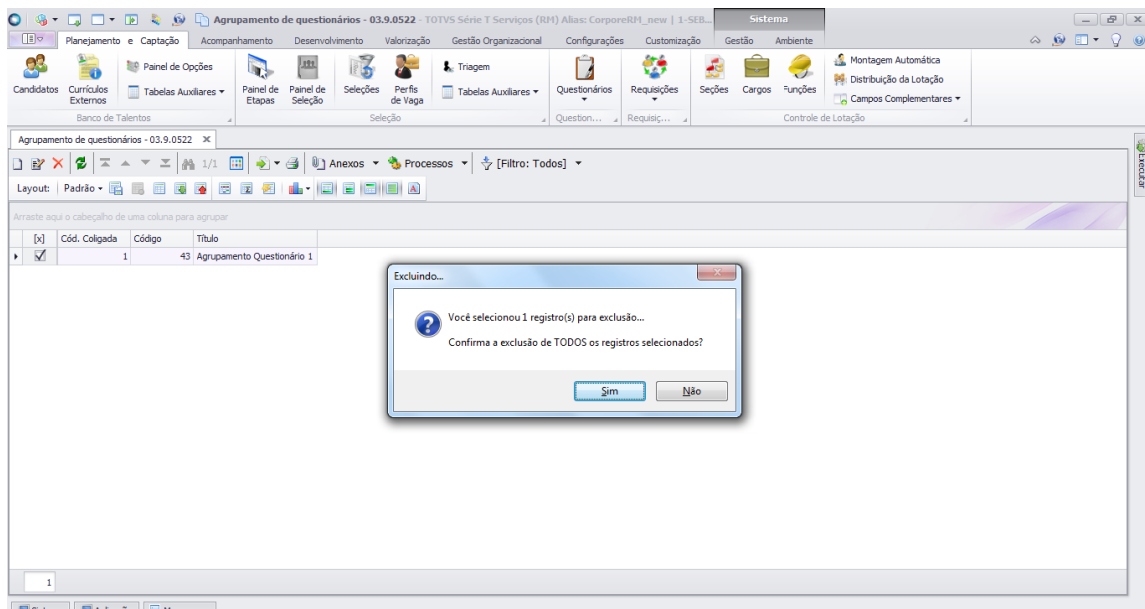 Agrupamento de questionários - 03.9.0522 - TOTVS Série T Serviços (RM) Alias: CorporeRM_new | 1-SEB...
Sistema
Planejamento e Captação Acompanhamento Desenvolvimento Valorização Gestão Organizacional Configurações Customização Gestão Ambiente
Candidatos
Currículos Externos
Painel de Opções
Tabelas Auxiliares
Banco de Talentos
Painel de Etapas
Painel de Seleção
Seleções
Perfis de Vaga
Triagem
Tabelas Auxiliares
Seleção
Questionários
Question...
Requisições
Requisiç...
Seções
Cargos
Funções
Montagem Automática
Distribuição da Lotação
Campos Complementares
Controle de Lotação
Agrupamento de questionários - 03.9.0522
1/1 Anexos Processos [Filtro: Todos]
Layout: Padrão
Executar
Arraste aqui o cabeçalho de uma coluna para agrupar
[x] Cód. Coligada Código Título
1 43 Agrupamento Questionário 1
Excluindo...
Você selecionou 1 registro(s) para exclusão...
Confirma a exclusão de TODOS os registros selecionados?
Sim Não
1